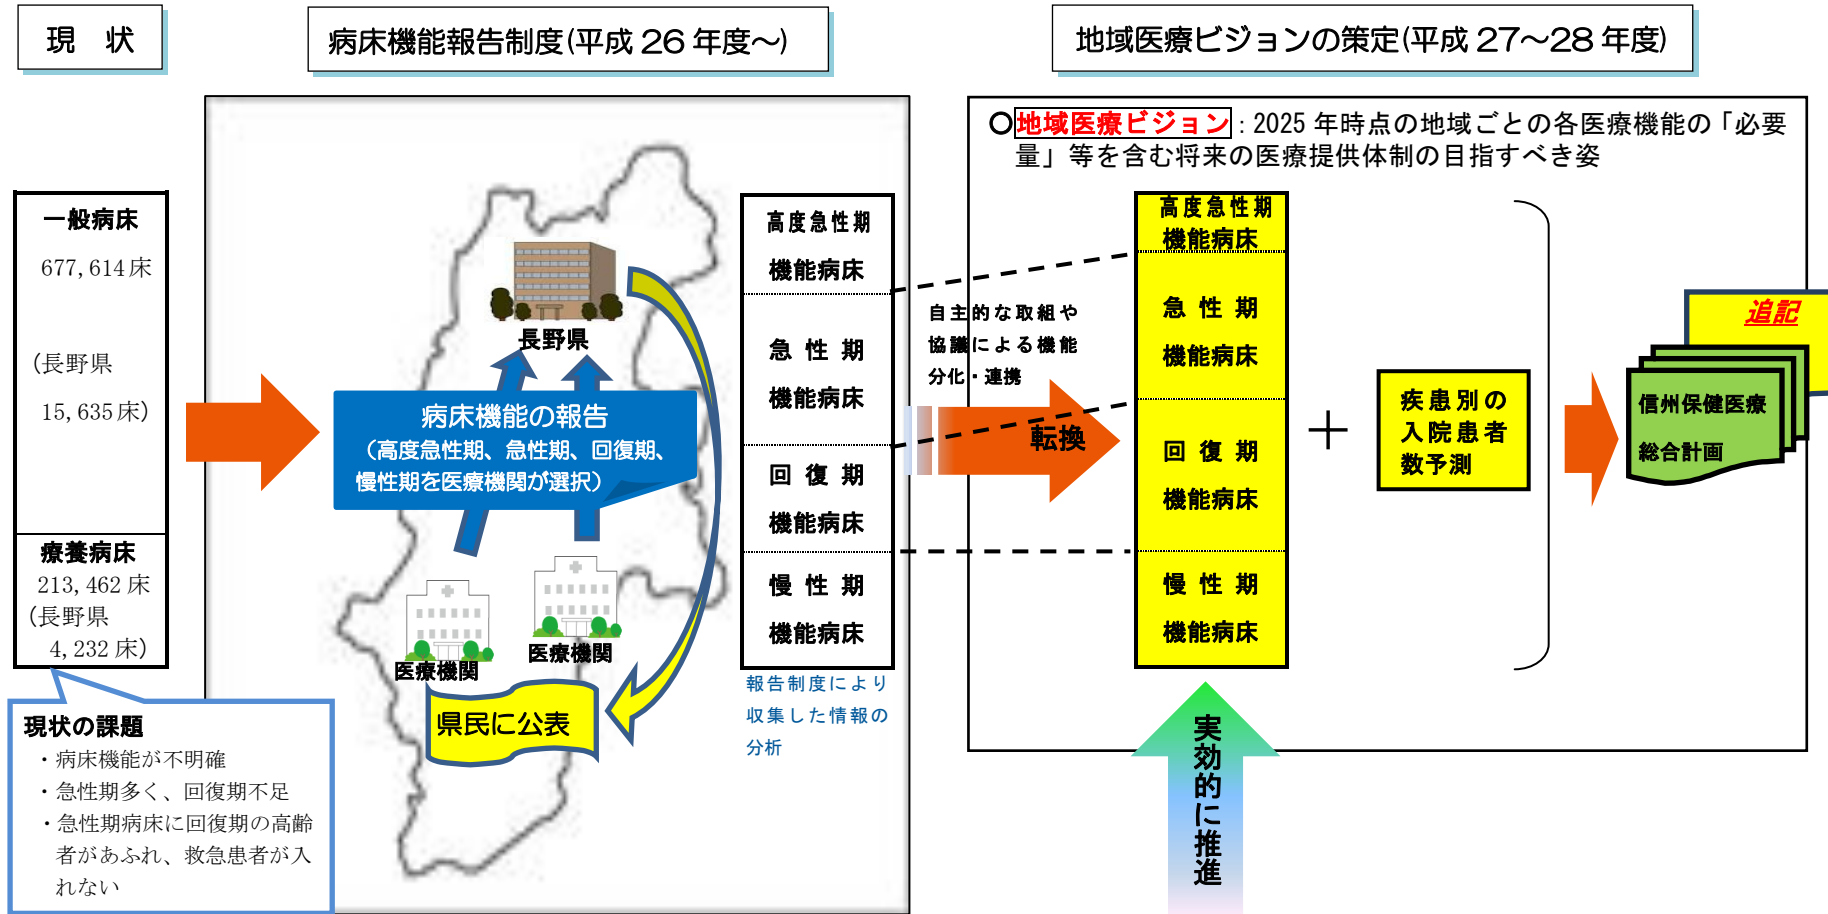 現 状
病床機能報告制度(平成 26 年度～)
地域医療ビジョンの策定(平成 27～28 年度)
一般病床
677,614 床
(長野県
15,635 床)
療養病床
213,462 床
(長野県
4,232 床)
現状の課題
・病床機能が不明確
・急性期多く、回復期不足
・急性期病床に回復期の高齢
者があふれ、救急患者が入
れない
長野県
病床機能の報告
（高度急性期、急性期、回復期、
慢性期を医療機関が選択）
医療機関
医療機関
県民に公表
高度急性期
機能病床
急 性 期
機能病床
回 復 期
機能病床
慢 性 期
機能病床
報告制度により
収集した情報の
分析
自主的な取組や
協議による機能
分化・連携
転換
○地域医療ビジョン：2025 年時点の地域ごとの各医療機能の「必要
量」等を含む将来の医療提供体制の目指すべき姿
高度急性期
機能病床
急 性 期
機能病床
回 復 期
機能病床
慢 性 期
機能病床
＋
疾患別の
入院患者
数予測
実効的に推進
追記
信州保健医療
総合計画